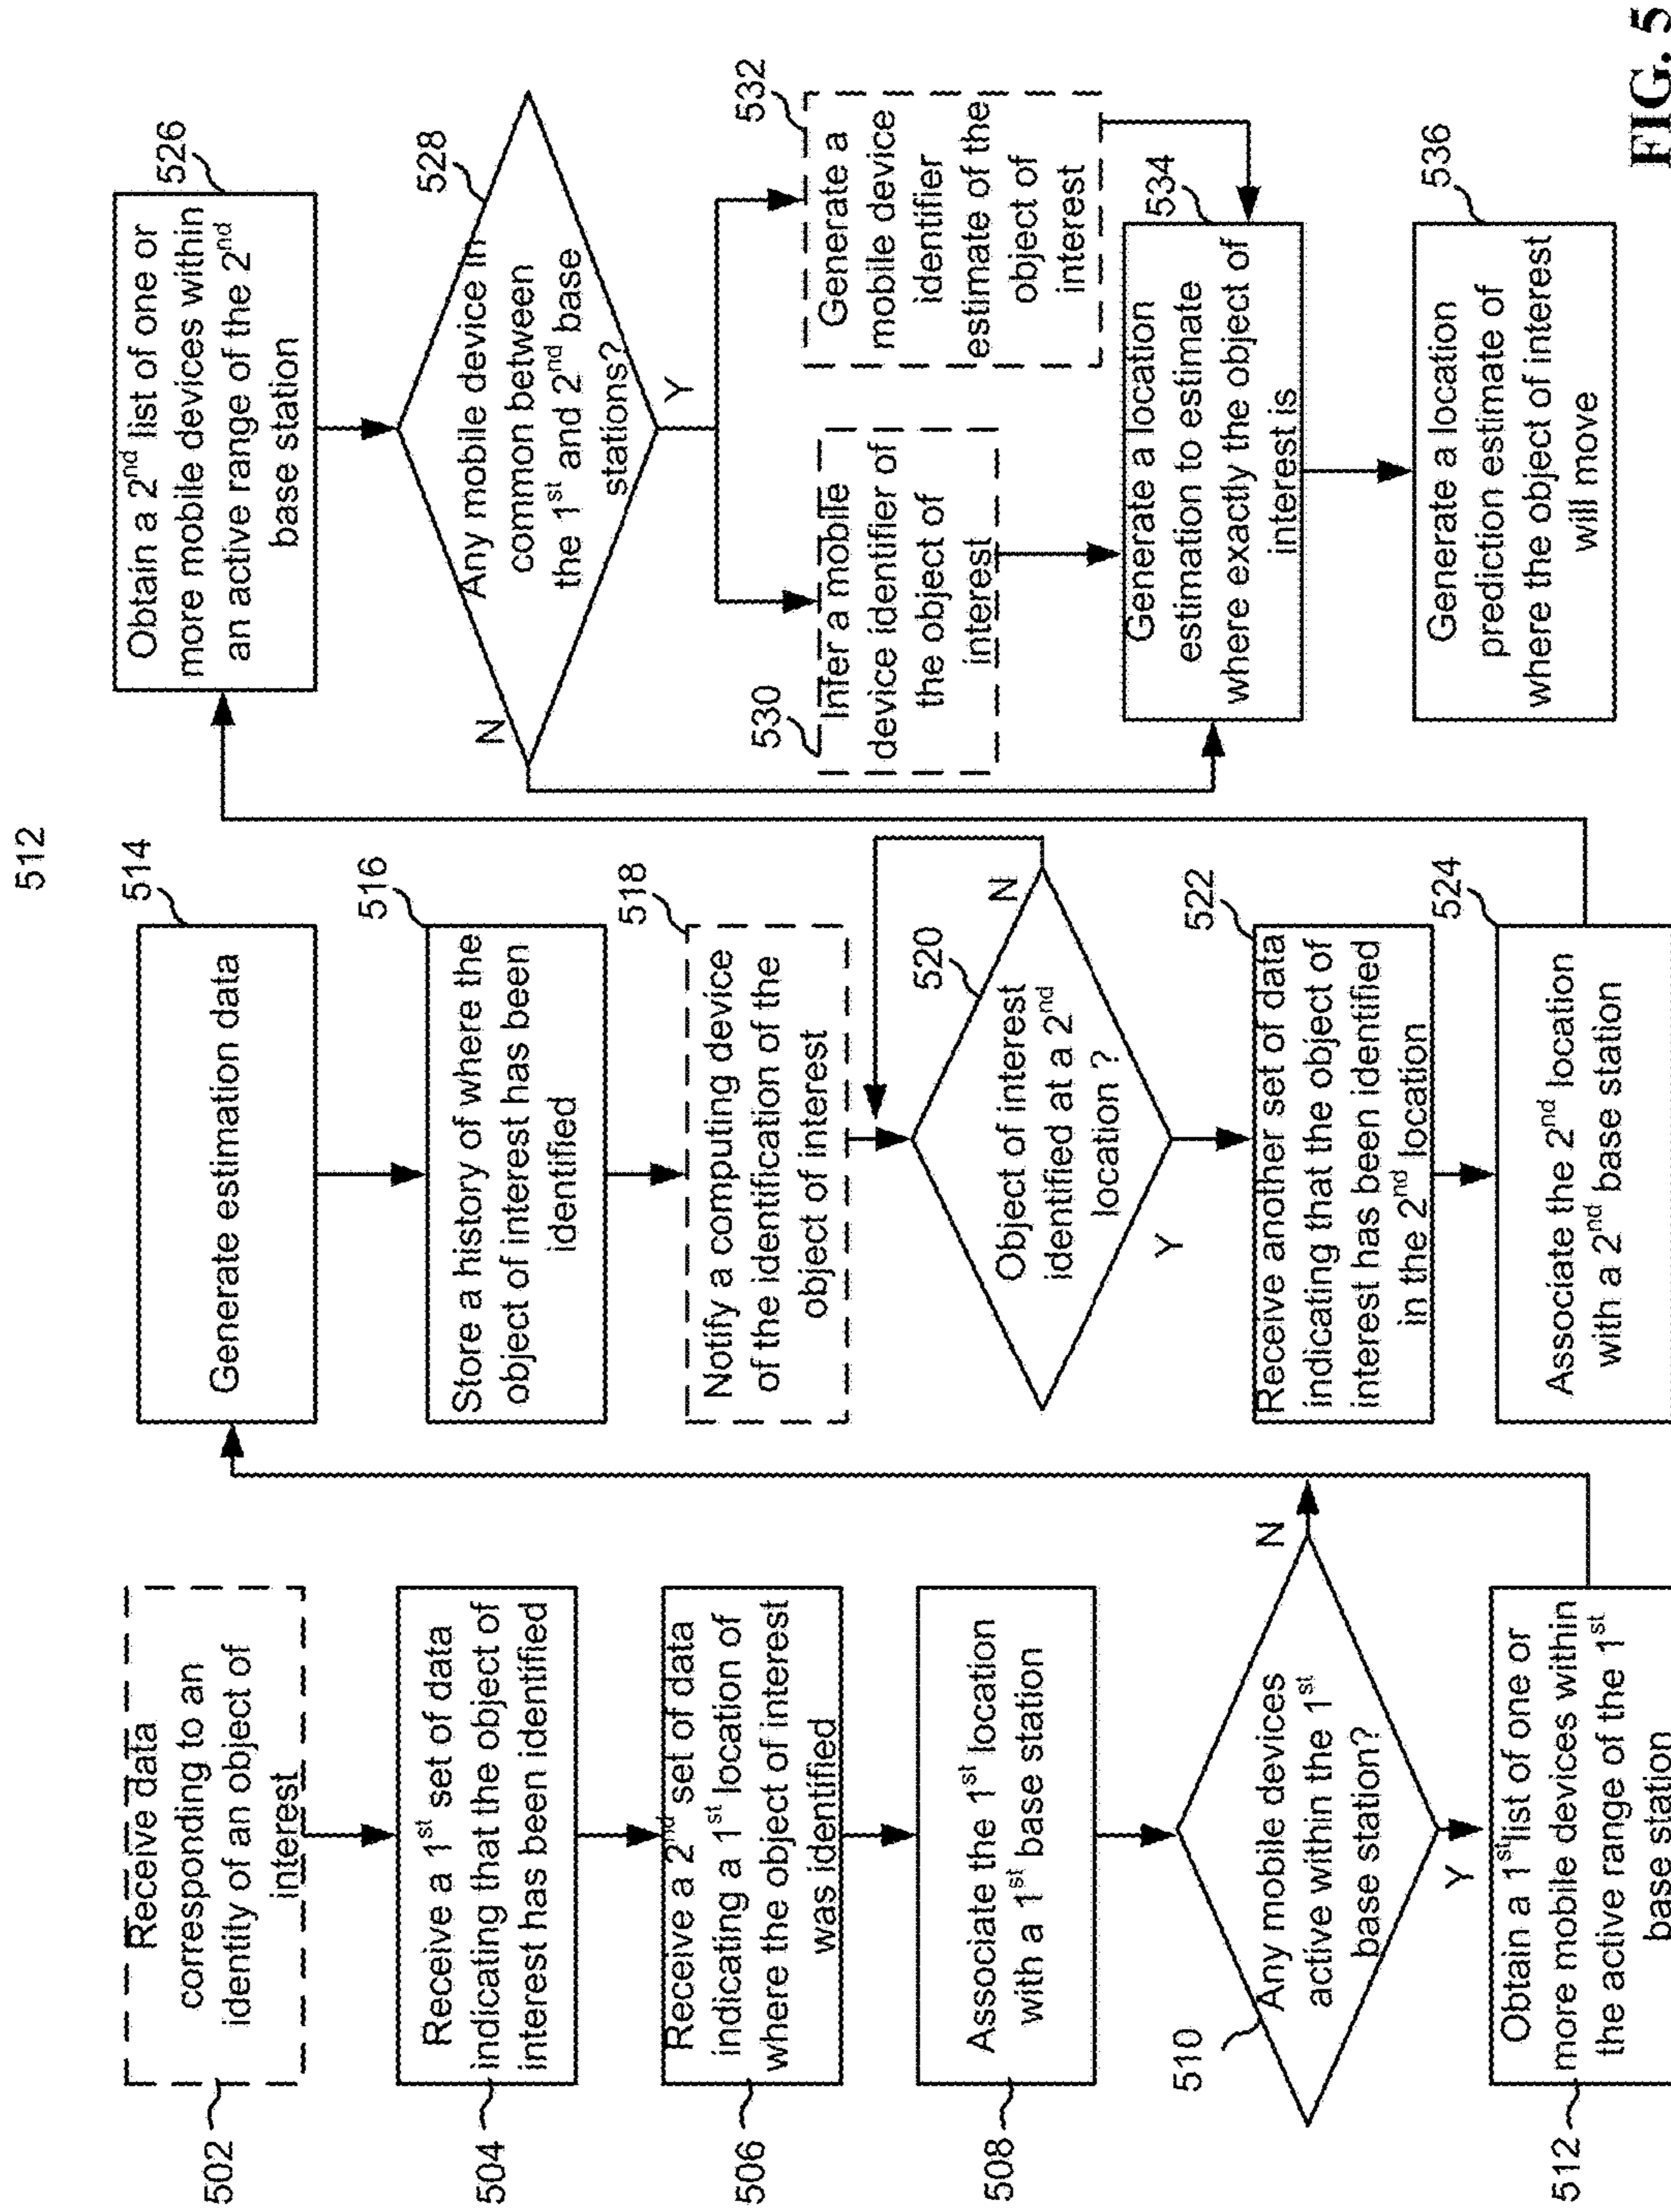 512
502
Receive data
corresponding to an
identity of an object of
interest
504
Receive a 1st set of data
indicating that the object of
interest has been identified
506
Receive a 2nd set of data
indicating a 1st location of
where the object of interest
was identified
508
Associate the 1st location
with a 1st base station
510
Any mobile devices
active within the 1st
base station?
N
Y
512
Obtain a 1st list of one or
more mobile devices within
the active range of the 1st
base station
514
Generate estimation data
516
Store a history of where the
object of interest has been
identified
518
Notify a computing device
of the identification of the
object of interest
520
Object of interest
identified at a 2nd
location ?
N
Y
522
Receive another set of data
indicating that the object of
interest has been identified
in the 2nd location
524
Associate the 2nd location
with a 2nd base station
526
Obtain a 2nd list of one or
more mobile devices within
an active range of the 2nd
base station
528
Any mobile device in
common between
the 1st and 2nd base
stations?
N
Y
530
Infer a mobile
device identifier of
the object of
interest
532
Generate a
mobile device
identifier
estimate of the
object of
interest
534
Generate a location
estimation to estimate
where exactly the object of
interest is
536
Generate a location
prediction estimate of
where the object of interest
will move
FIG. 5